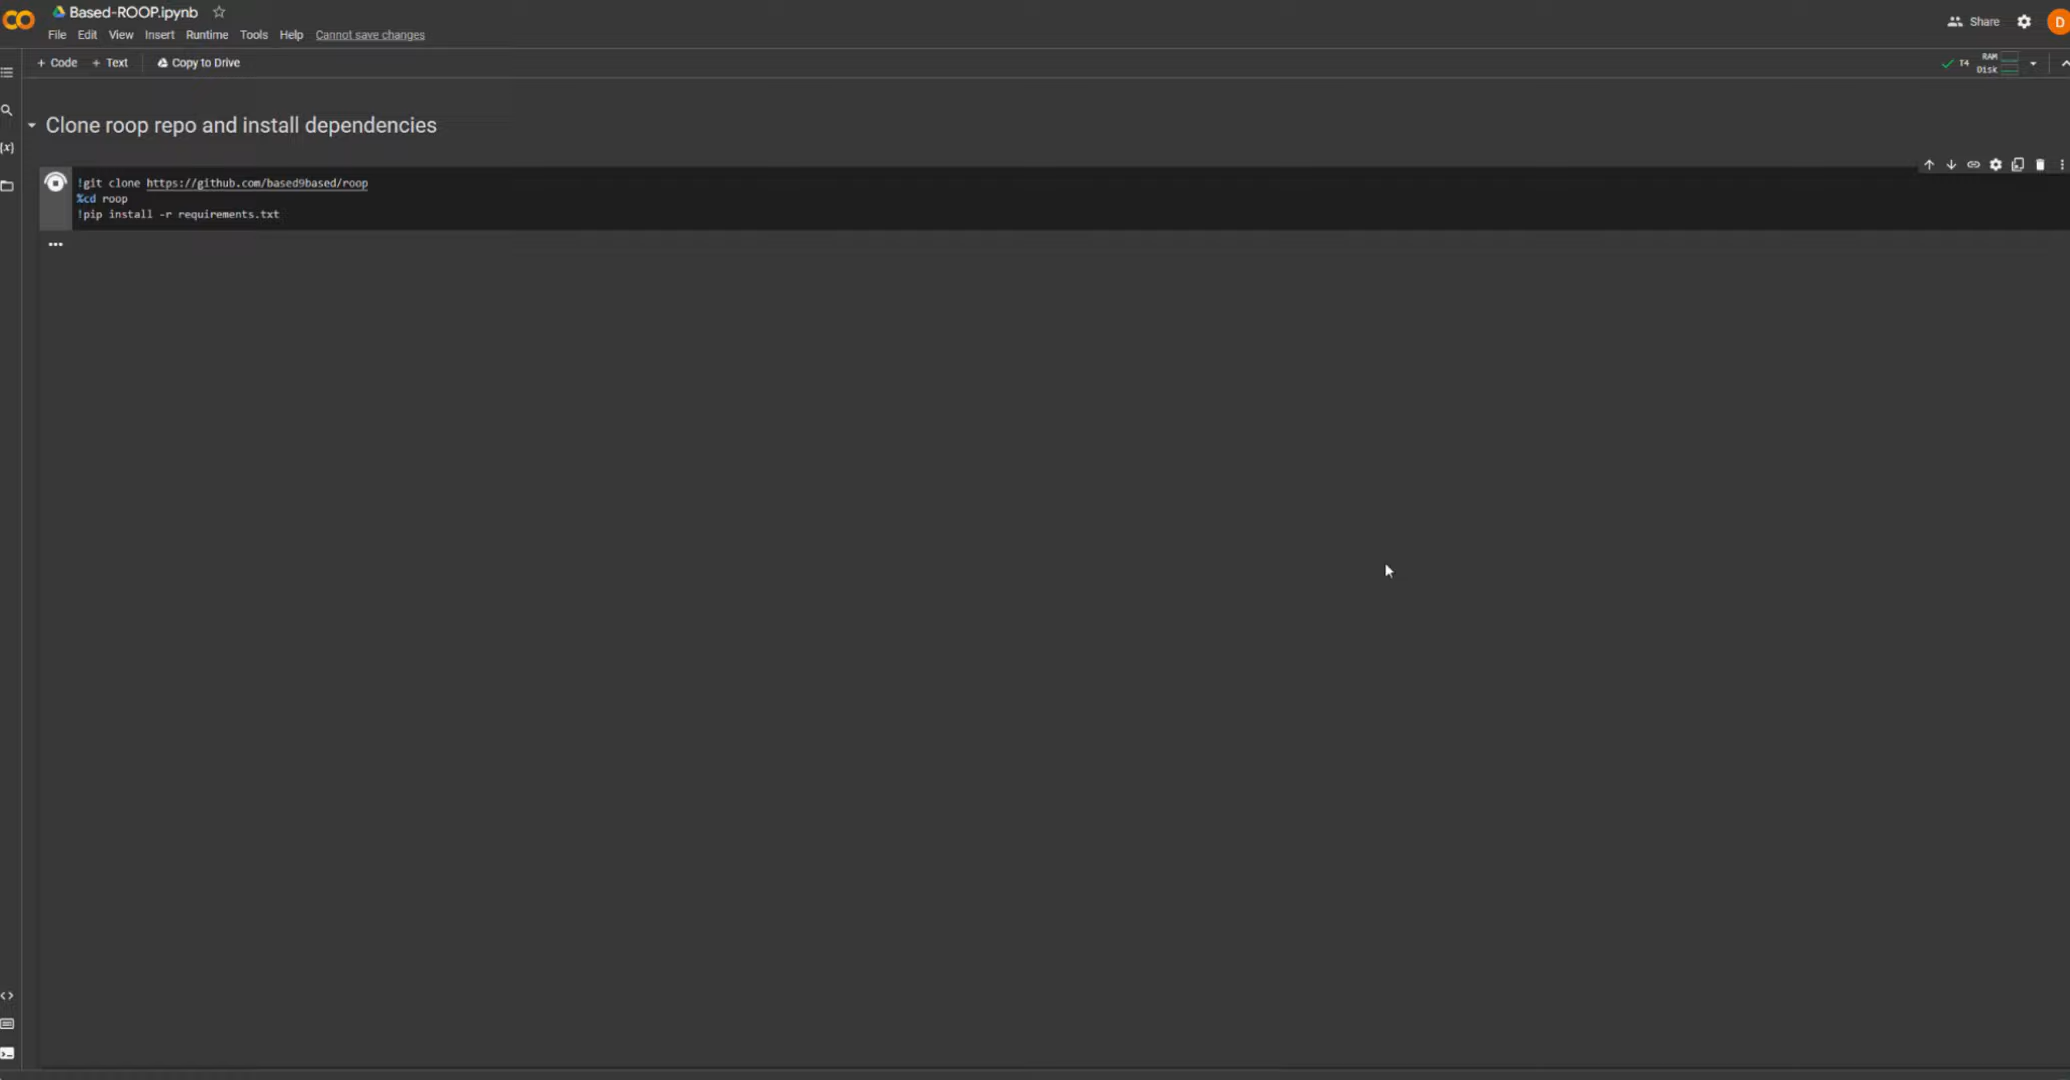 Based-ROOP.ipynb
File Edit View Insert Runtime Tools Help Cannot save changes
Share
D
+ Code + Text Copy to Drive
T4 RAM
Disk
Clone roop repo and install dependencies
{x}
!git clone https://github.com/based9based/roop
%cd roop
!pip install -r requirements.txt